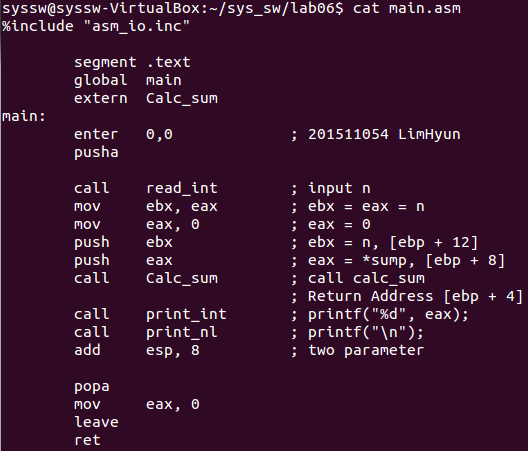 syssw@syssw-VirtualBox:~/sys_sw/lab06$ cat main.asm
%include "asm_io.inc"
segment .text
global main
extern Calc_sum
main:
enter 0,0 ; 201511054 LimHyun
pusha
call read_int ; input n
mov ebx, eax ; ebx = eax = n
mov eax, 0 ; eax = 0
push ebx ; ebx = n, [ebp + 12]
push eax ; eax = *sump, [ebp + 8]
call Calc_sum ; call calc_sum
; Return Address [ebp + 4]
call print_int ; printf("%d", eax);
call print_nl ; printf("\n");
add esp, 8 ; two parameter
popa
mov eax, 0
leave
ret